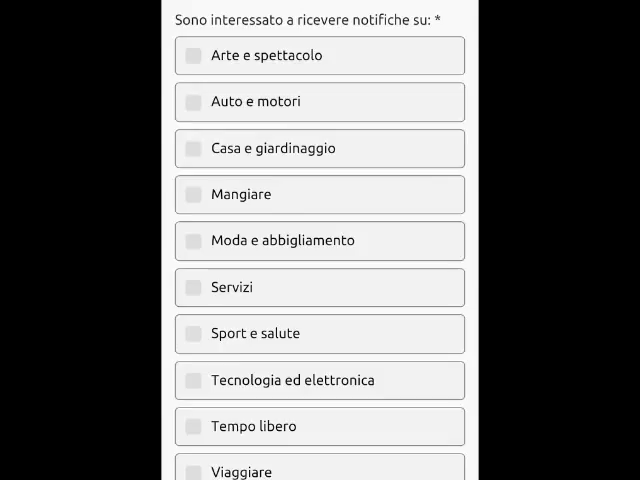 Sono interessato a ricevere notifiche su: *
Arte e spettacolo
Auto e motori
Casa e giardinaggio
Mangiare
Moda e abbigliamento
Servizi
Sport e salute
Tecnologia ed elettronica
Tempo libero
Viaggiare